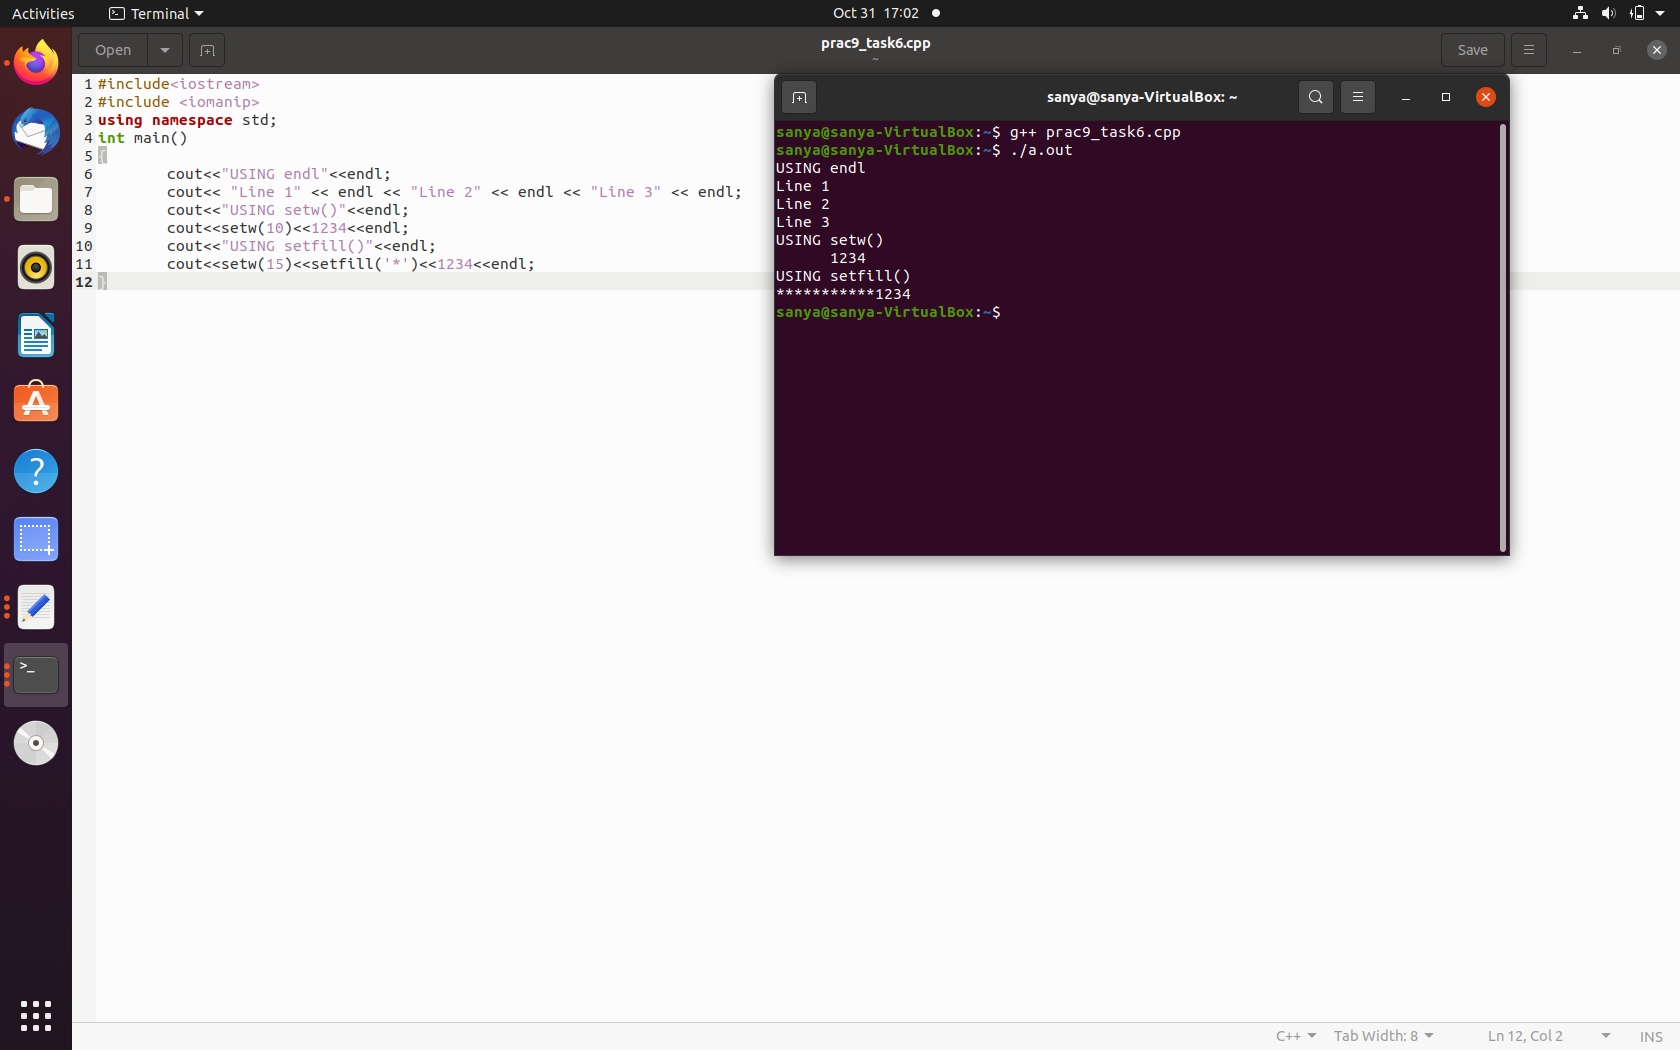 Activities Terminal Oct 31 17:02
Open prac9_task6.cpp Save
~
1 #include<iostream>
2 #include <iomanip>
3 using namespace std;
4 int main()
5 {
6         cout<<"USING endl"<<endl;
7         cout<< "Line 1" << endl << "Line 2" << endl << "Line 3" << endl;
8         cout<<"USING setw()"<<endl;
9         cout<<setw(10)<<1234<<endl;
10         cout<<"USING setfill()"<<endl;
11         cout<<setw(15)<<setfill('*')<<1234<<endl;
12 }
sanya@sanya-VirtualBox: ~
sanya@sanya-VirtualBox:~$ g++ prac9_task6.cpp
sanya@sanya-VirtualBox:~$ ./a.out
USING endl
Line 1
Line 2
Line 3
USING setw()
      1234
USING setfill()
***********1234
sanya@sanya-VirtualBox:~$
C++ Tab Width: 8 Ln 12, Col 2 INS